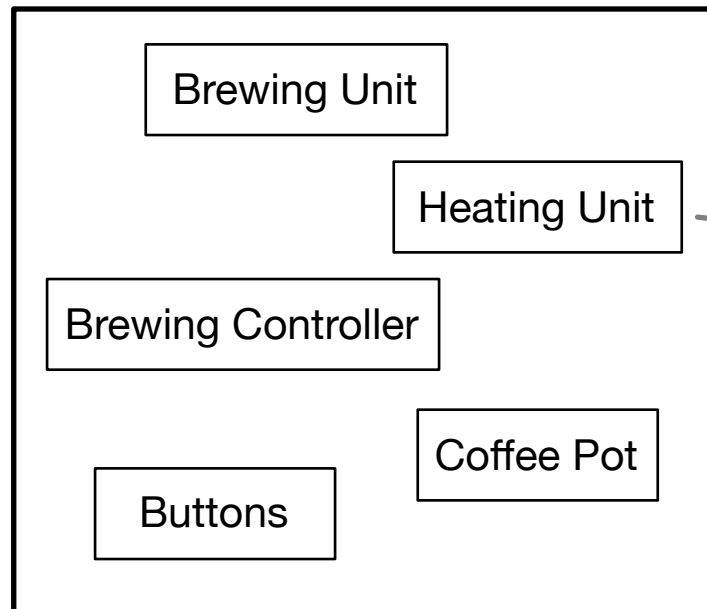 Brewing Unit
Heating Unit
Brewing Controller
Coffee Pot
Buttons